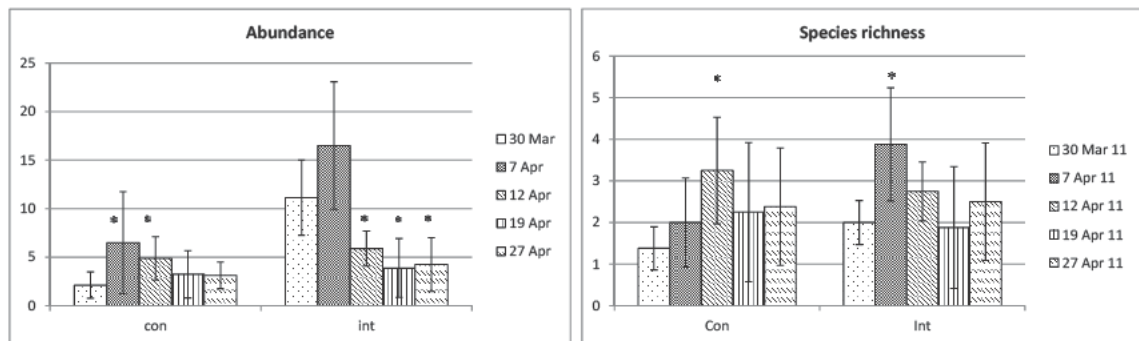 Abundance
25
20
15
10
5
0
* * * * *
con int
30 Mar
7 Apr
12 Apr
19 Apr
27 Apr
Species richness
6
5
4
3
2
1
0
* *
Con Int
30 Mar 11
7 Apr 11
12 Apr 11
19 Apr 11
27 Apr 11